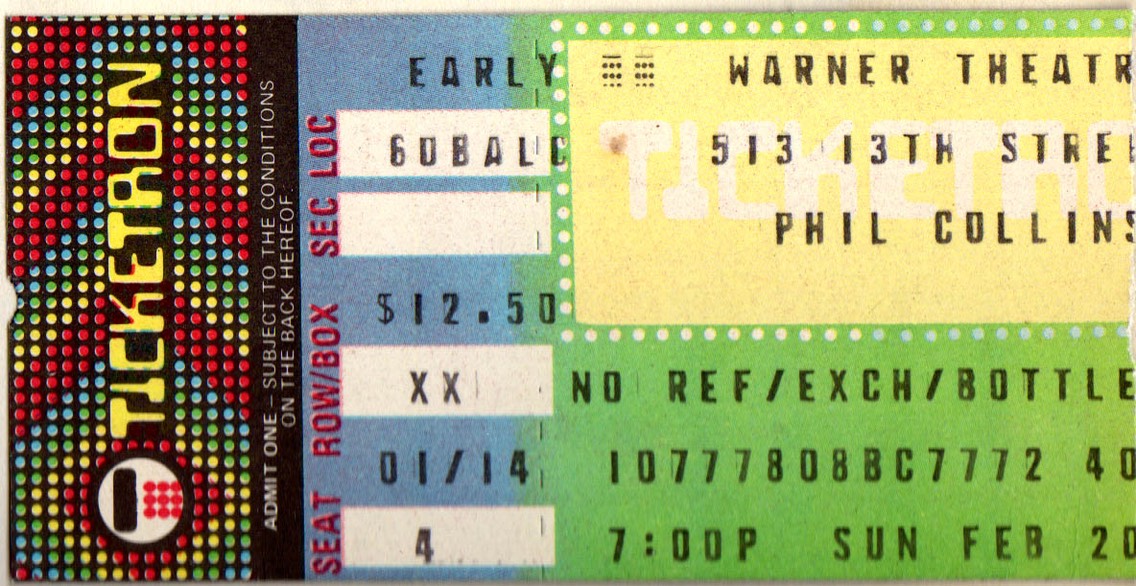 TICKETRON
ADMIT ONE – SUBJECT TO THE CONDITIONS
ON THE BACK HEREOF.
EARLY
LOC
60BALC
SEC
$12.50
ROW/BOX
XX
01/14
SEAT
4
WARNER THEATR
TICKETRO
513 13TH STREE
PHIL COLLINS
NO REF/EXCH/BOTTLE
10777808BC7772 40
7:00P SUN FEB 20